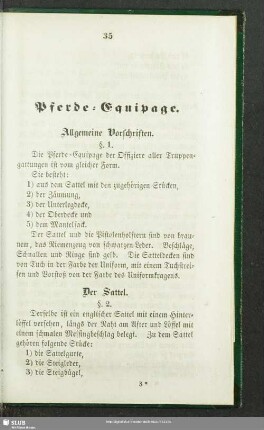 35
Pferde-Equipage.
Allgemeine Vorschriften.
§. 1.
Die Pferde-Equipage der Offiziere aller Truppen-
gattungen ist von gleicher Form.
Sie besteht:
1) aus dem Sattel mit den zugehörigen Stücken,
2) der Zäumung,
3) der Unterlegdecke,
4) der Oberdecke und
5) dem Mantelsack.
Der Sattel und die Pistolenholftern sind von brau-
nem, das Riemenzeug von schwarzem Leder. Beschläge,
Schnallen und Ringe sind gelb. Die Satteldecken sind
von Tuch in der Farbe der Uniform, mit einem Tuchstrei-
fen und Vorstoß von der Farbe des Uniformkragens.
Der Sattel.
§. 2.
Derselbe ist ein englischer Sattel mit einem Hinter-
löffel versehen, längs der Naht am After und Löffel mit
einem schmalen Messingbeschlag belegt. Zu dem Sattel
gehören folgende Stücke:
1) die Sattelgurte,
2) die Steigleder,
3) die Steigbügel,
3 *
SLUB